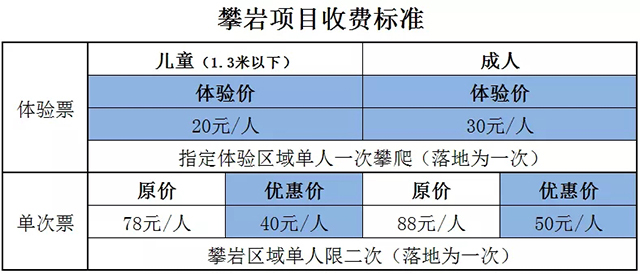 攀岩项目收费标准
儿童（1.3米以下） 成人
体验票
体验价 体验价
20元/人 30元/人
指定体验区域单人一次攀爬（落地为一次）
单次票
原价 优惠价 原价 优惠价
78元/人 40元/人 88元/人 50元/人
攀岩区域单人限二次（落地为一次）